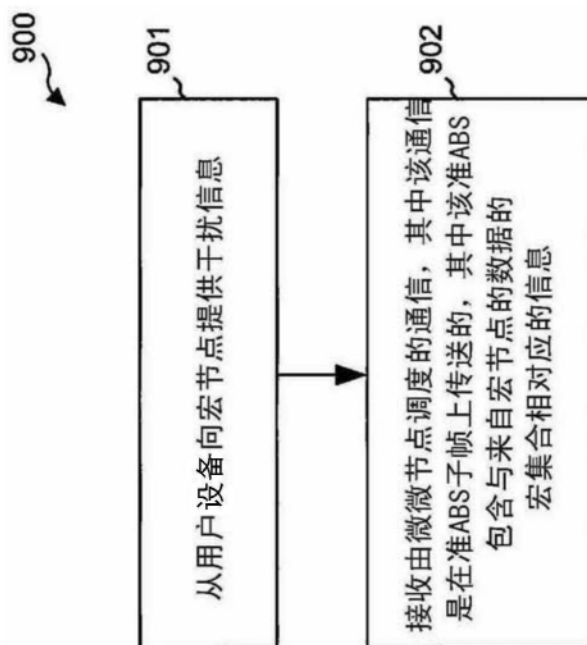 900
901
从用户设备向宏节点提供干扰信息
902
接收由微微节点调度的通信，其中该通信
是在准ABS子帧上传送的，其中该准ABS
包含与来自宏节点的数据的
宏集合相对应的信息